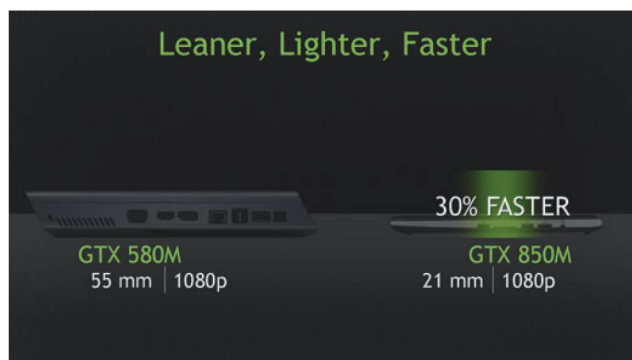 Leaner, Lighter, Faster
30% FASTER
GTX 580M
55 mm | 1080p
GTX 850M
21 mm | 1080p